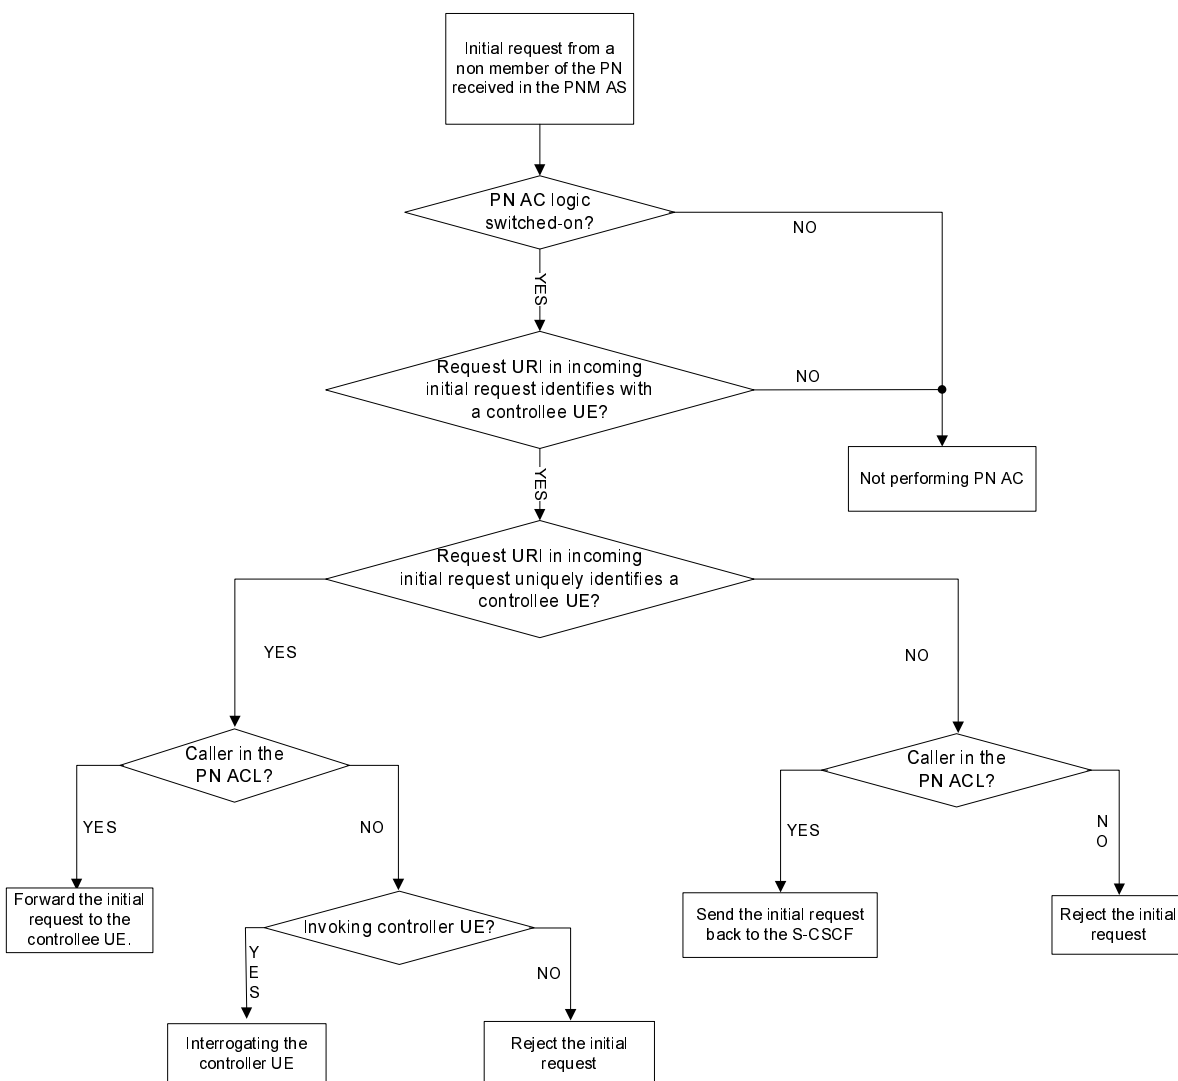 Initial request from a
non member of the PN
received in the PNM AS
PN AC logic
switched-on?
NO
YES
Request URI in incoming
initial request identifies with
a controllee UE?
NO
Not performing PN AC
YES
Request URI in incoming
initial request uniquely identifies a
controllee UE?
YES
NO
Caller in the
PN ACL?
Caller in the
PN ACL?
YES
NO
YES
N
O
Forward the initial
request to the
controllee UE.
Invoking controller UE?
Send the initial request
back to the S-CSCF
Reject the initial
request
Y
E
S
NO
Interrogating the
controller UE
Reject the initial
request